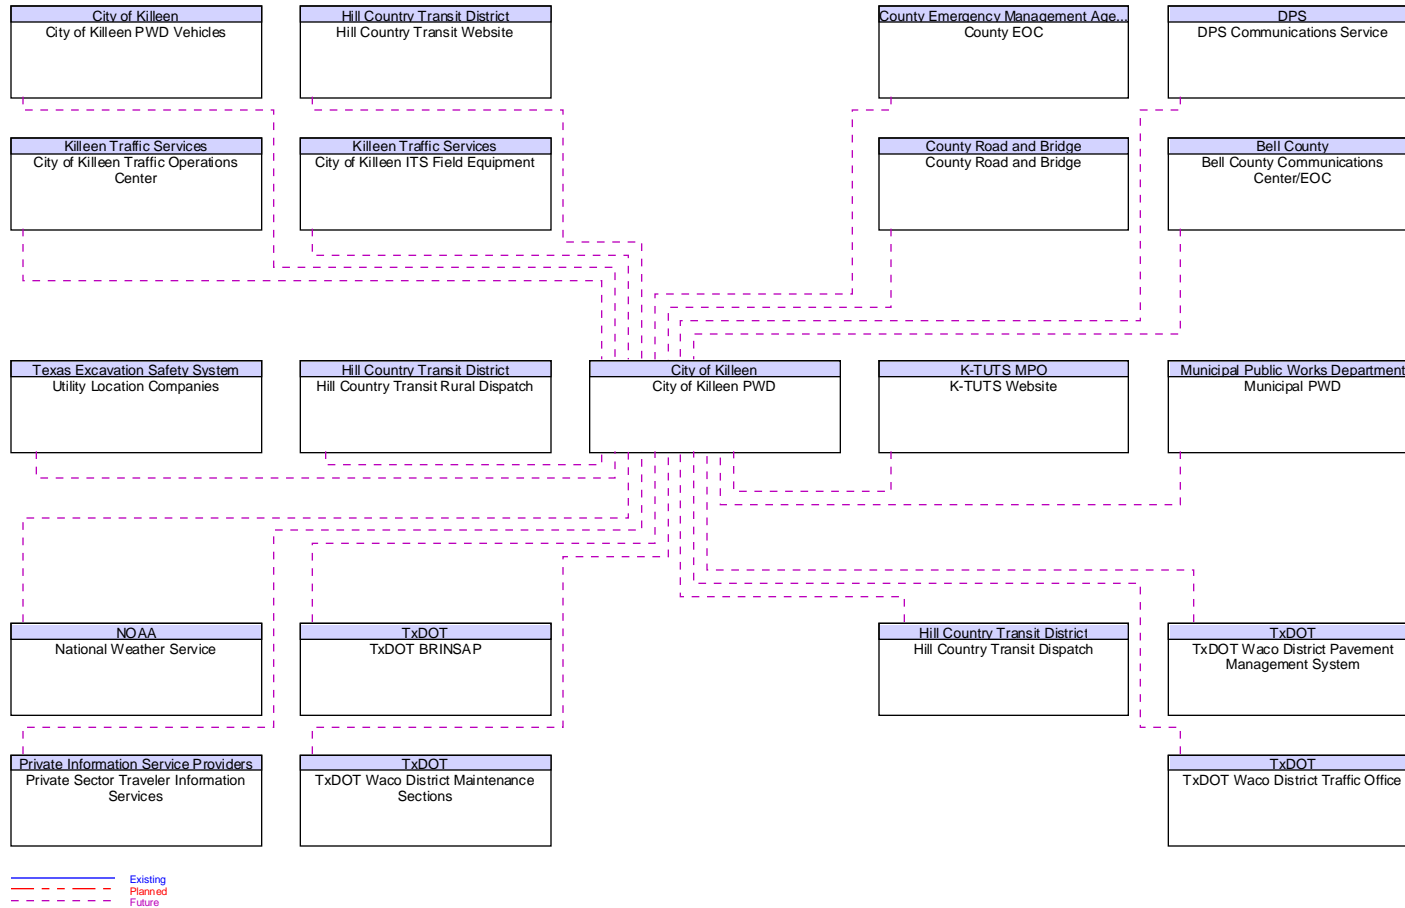 City of Killeen
City of Killeen PWD Vehicles
Hill Country Transit District
Hill Country Transit Website
County Emergency Management Age...
County EOC
DPS
DPS Communications Service
Killeen Traffic Services
City of Killeen Traffic Operations
Center
Killeen Traffic Services
City of Killeen ITS Field Equipment
County Road and Bridge
County Road and Bridge
Bell County
Bell County Communications
Center/EOC
Texas Excavation Safety System
Utility Location Companies
Hill Country Transit District
Hill Country Transit Rural Dispatch
City of Killeen
City of Killeen PWD
K-TUTS MPO
K-TUTS Website
Municipal Public Works Department
Municipal PWD
NOAA
National Weather Service
TxDOT
TxDOT BRINSAP
Hill Country Transit District
Hill Country Transit Dispatch
TxDOT
TxDOT Waco District Pavement
Management System
Private Information Service Providers
Private Sector Traveler Information
Services
TxDOT
TxDOT Waco District Maintenance
Sections
TxDOT
TxDOT Waco District Traffic Office
Existing
Planned
Future